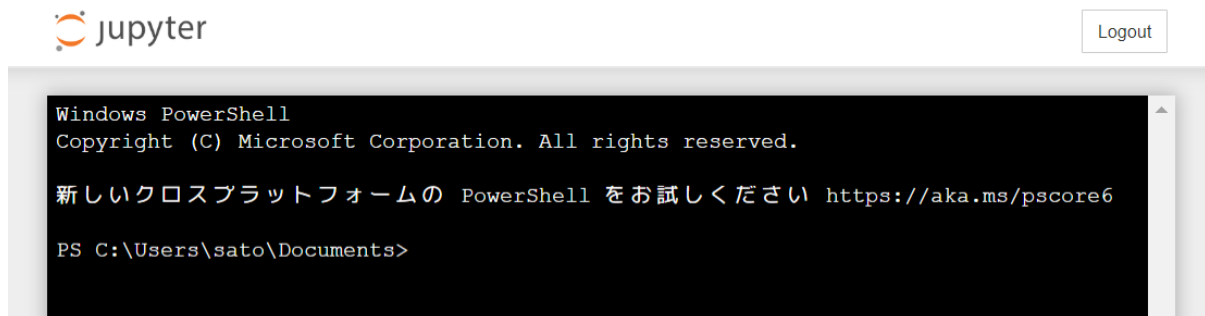 jupyter
Logout
Windows PowerShell
Copyright (C) Microsoft Corporation. All rights reserved.
新しいクロスプラットフォームの PowerShell をお試しください https://aka.ms/pscore6
PS C:\Users\sato\Documents>